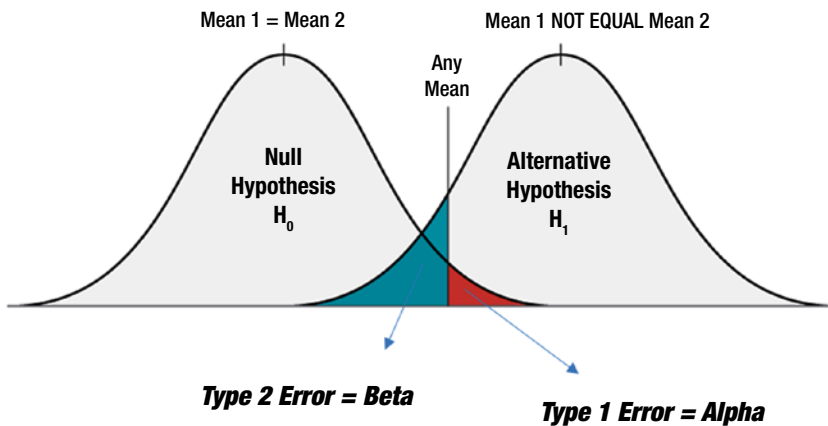 Mean 1 = Mean 2
Mean 1 NOT EQUAL Mean 2
Any
Mean
Null
Hypothesis
H₀
Alternative
Hypothesis
H₁
Type 2 Error = Beta
Type 1 Error = Alpha